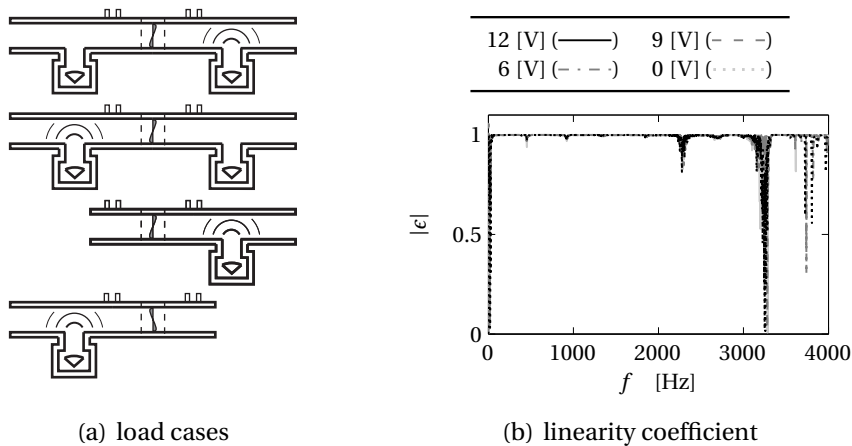 12 [V] (
) 9 [V] (
)
6 [V] (
) 0 [V] (
)
1
0.5
0
|ϵ|
0 1000 2000 3000 4000
f [Hz]
(a) load cases
(b) linearity coefficient